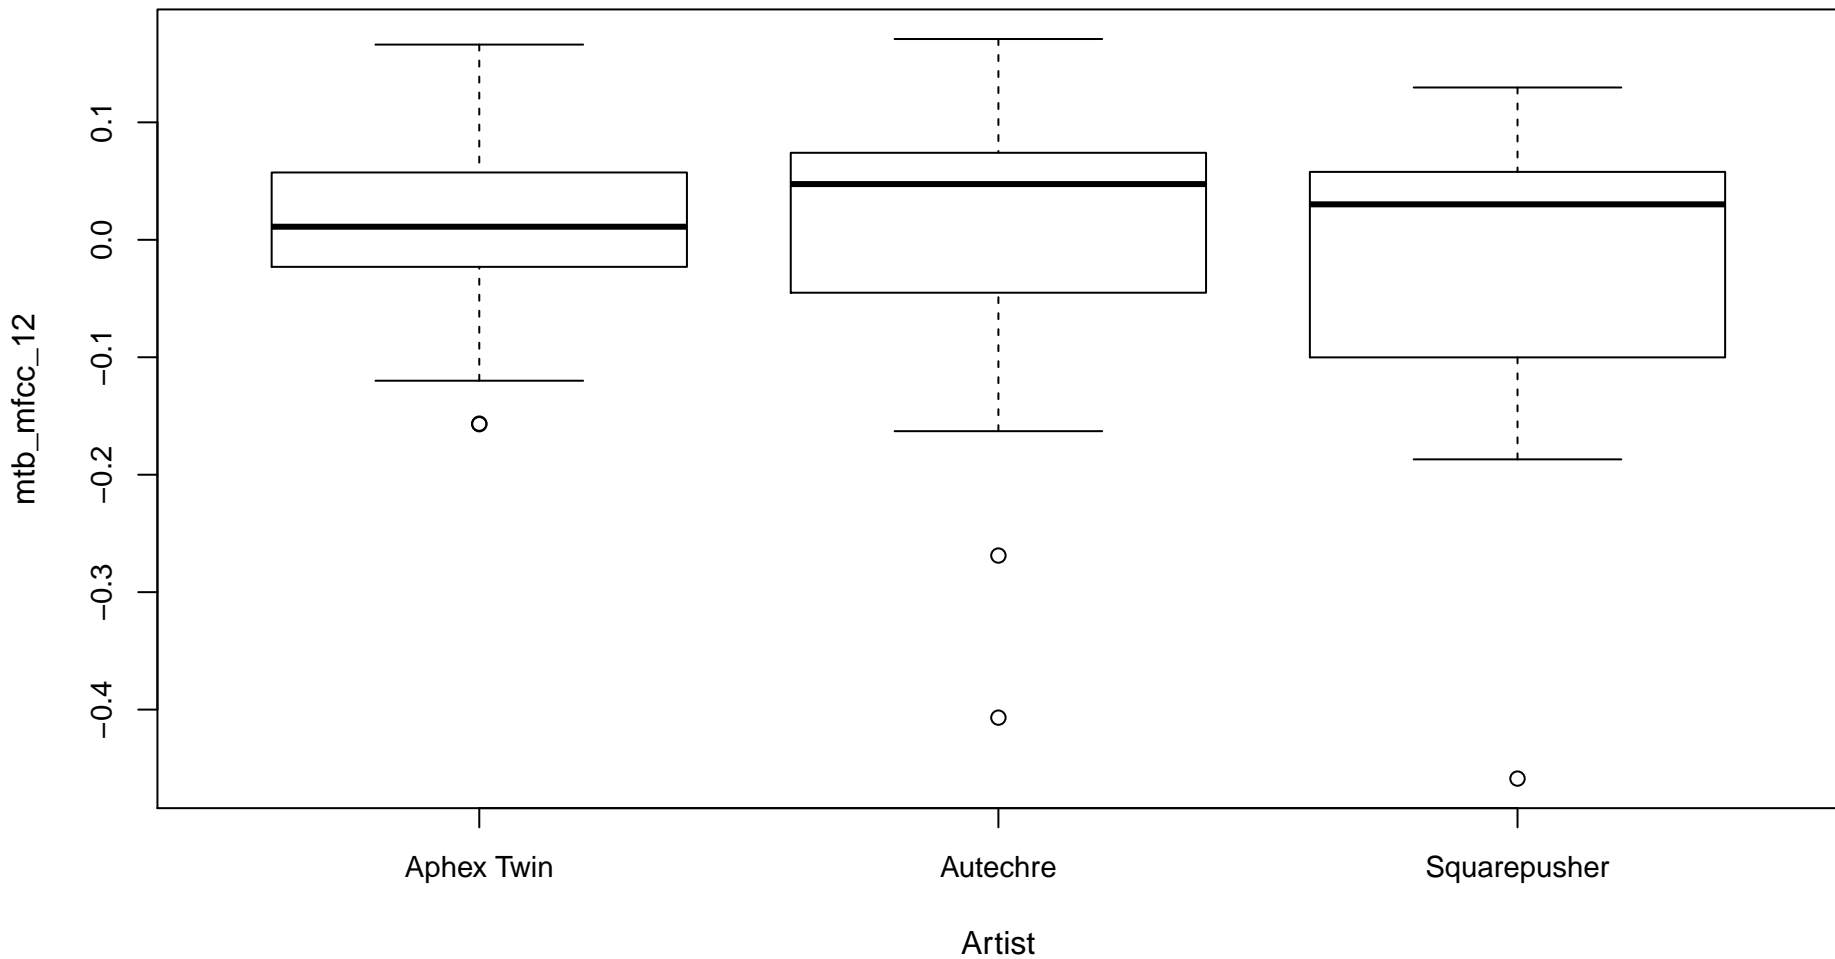 mtb_mfcc_12
0.1
0.0
−0.1
−0.2
−0.3
−0.4
Aphex Twin
Autechre
Squarepusher
Artist